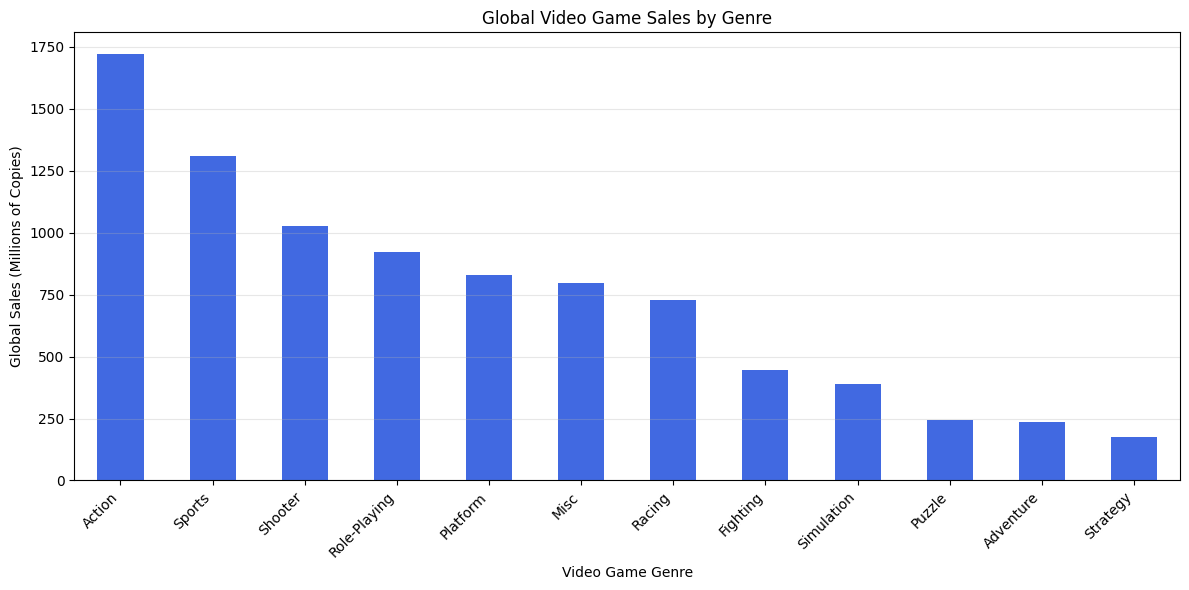 Global Video Game Sales by Genre
Global Sales (Millions of Copies)
1750
1500
1250
1000
750
500
250
0
Action
Sports
Shooter
Role-Playing
Platform
Misc
Racing
Fighting
Simulation
Puzzle
Adventure
Strategy
Video Game Genre